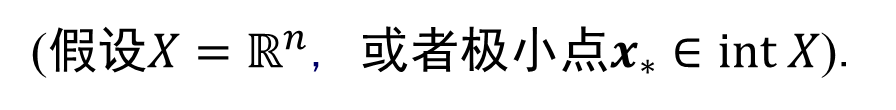 (假设X = ℝⁿ, 或者极小点x₎ ∈ int X).